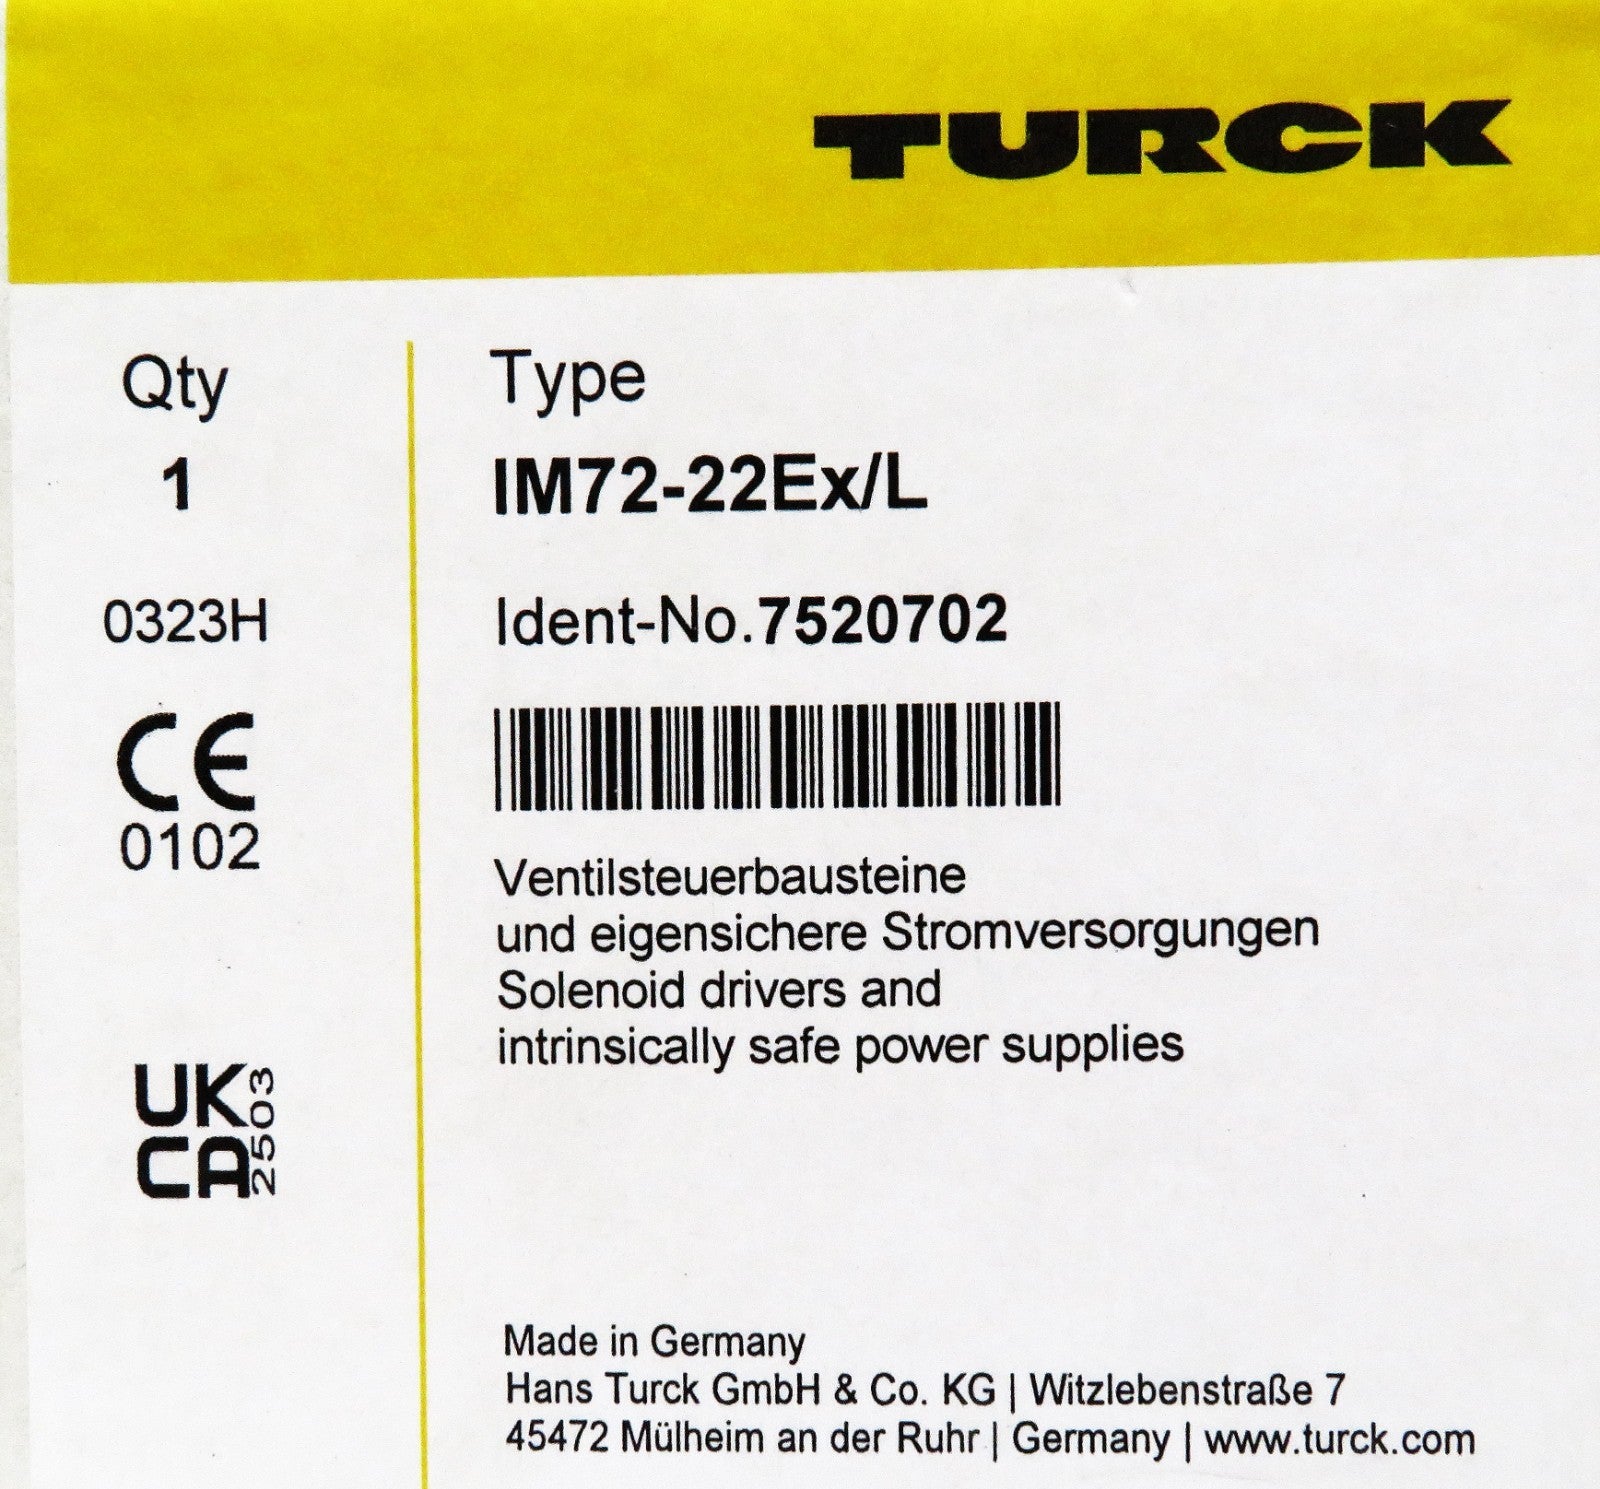 TURCK
Qty
1
0323H
CE
0102
UK
CA
2503
Type
IM72-22Ex/L
Ident-No.7520702
Ventilsteuerbausteine
und eigensichere Stromversorgungen
Solenoid drivers and
intrinsically safe power supplies
Made in Germany
Hans Turck GmbH & Co. KG | Witzlebenstraße 7
45472 Mülheim an der Ruhr | Germany | www.turck.com